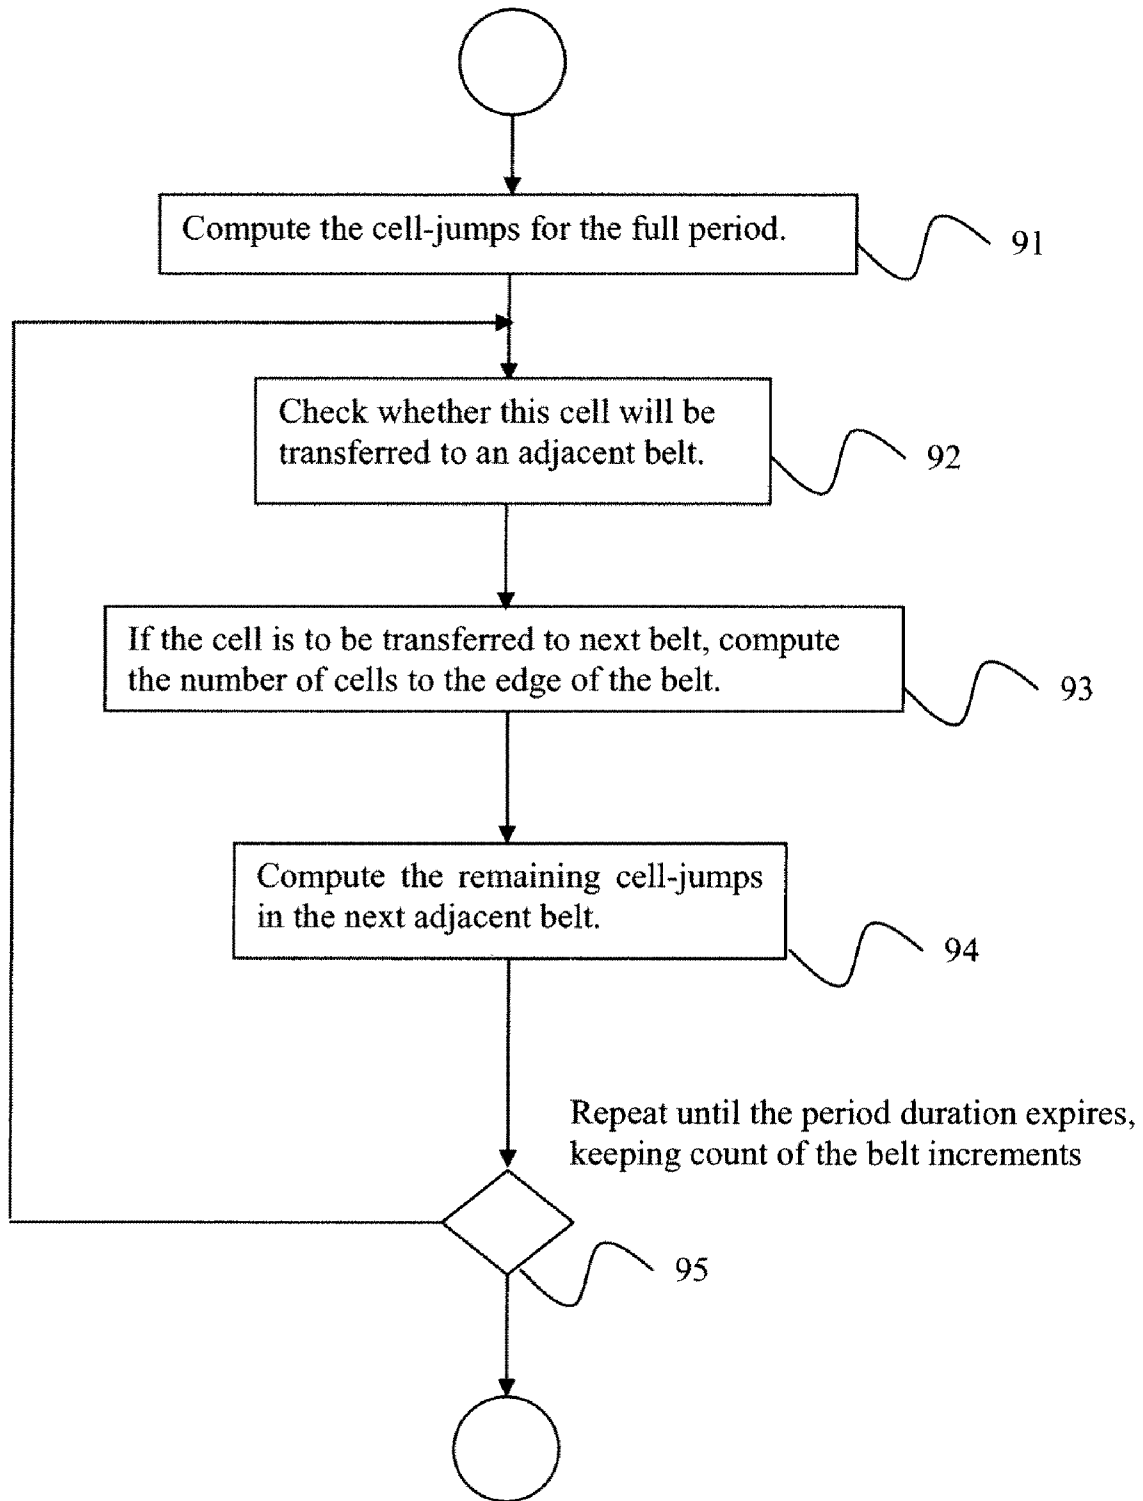 Compute the cell-jumps for the full period.
91
Check whether this cell will be
transferred to an adjacent belt.
92
If the cell is to be transferred to next belt, compute
the number of cells to the edge of the belt.
93
Compute the remaining cell-jumps
in the next adjacent belt.
94
Repeat until the period duration expires,
keeping count of the belt increments
95